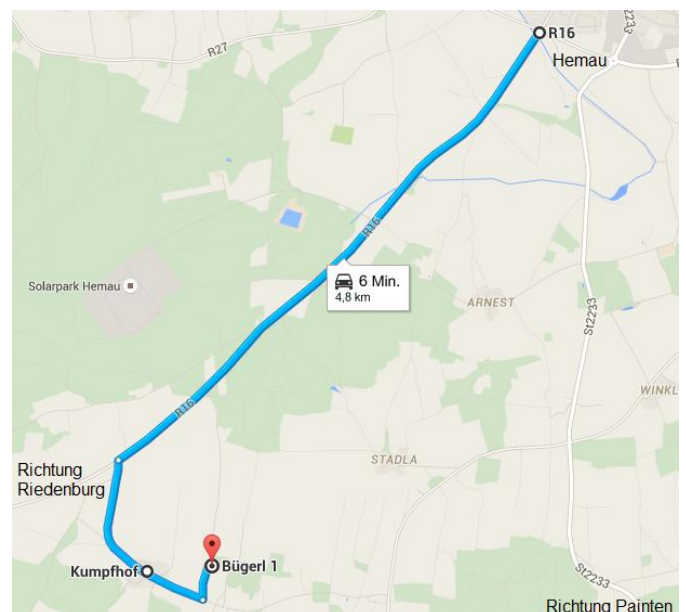 R16
St2233
R27
Hemau
R16
6 Min.
4,8 km
Solarpark Hemau
ARNEST
St2233
R16
WINKL
STADLA
Richtung
Riedenburg
Kumpfhof
Bügerl 1
St2233
Richtung Painten